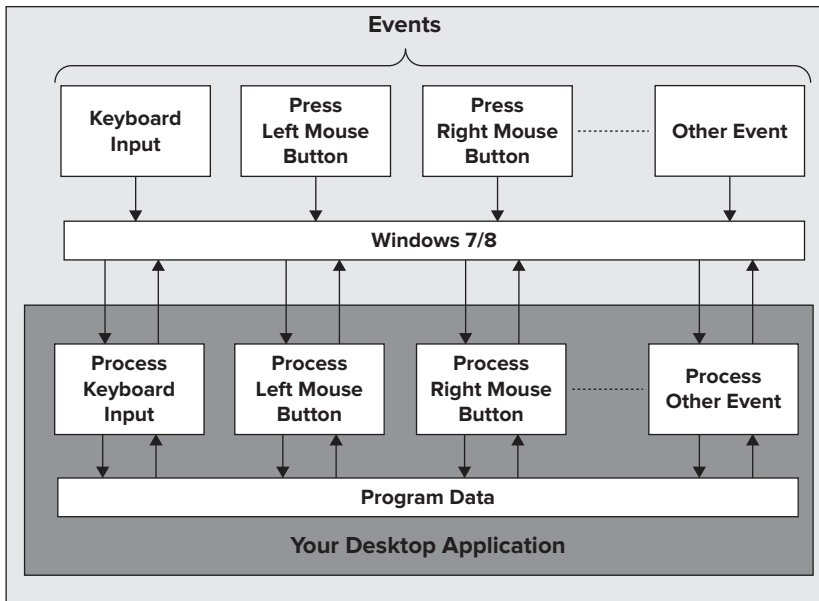 Events
Keyboard
Input
Press
Left Mouse
Button
Press
Right Mouse
Button
Other Event
Windows 7/8
Process
Keyboard
Input
Process
Left Mouse
Button
Process
Right Mouse
Button
Process
Other Event
Program Data
Your Desktop Application